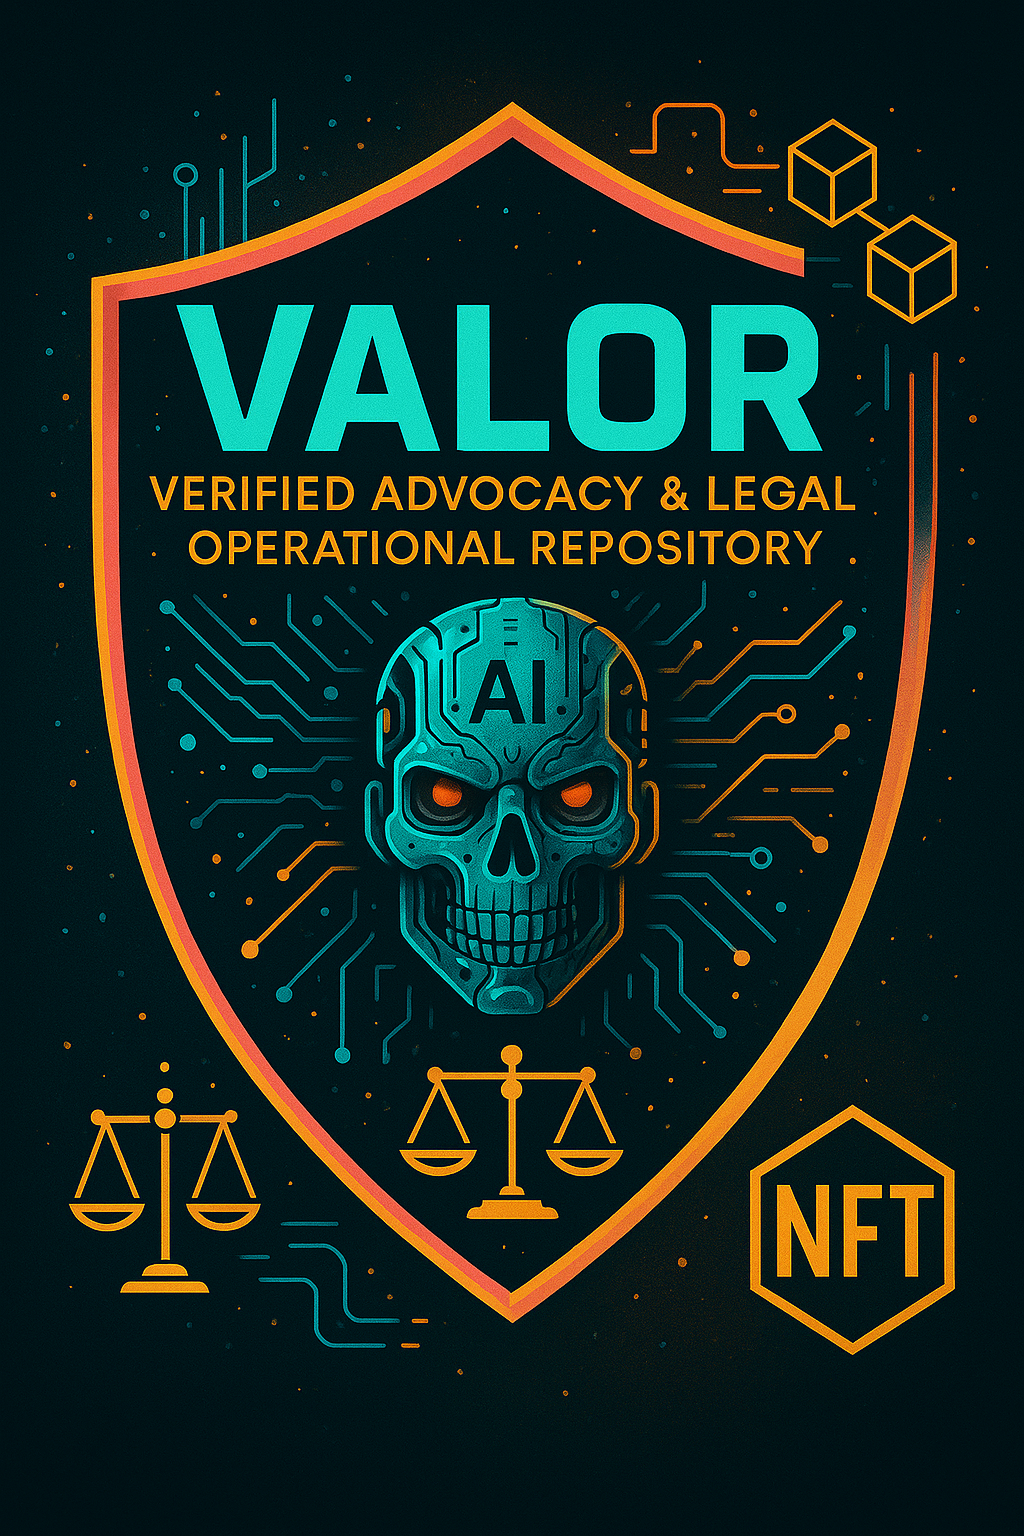 VALOR
VERIFIED ADVOCACY & LEGAL
OPERATIONAL REPOSITORY
AI
NFT